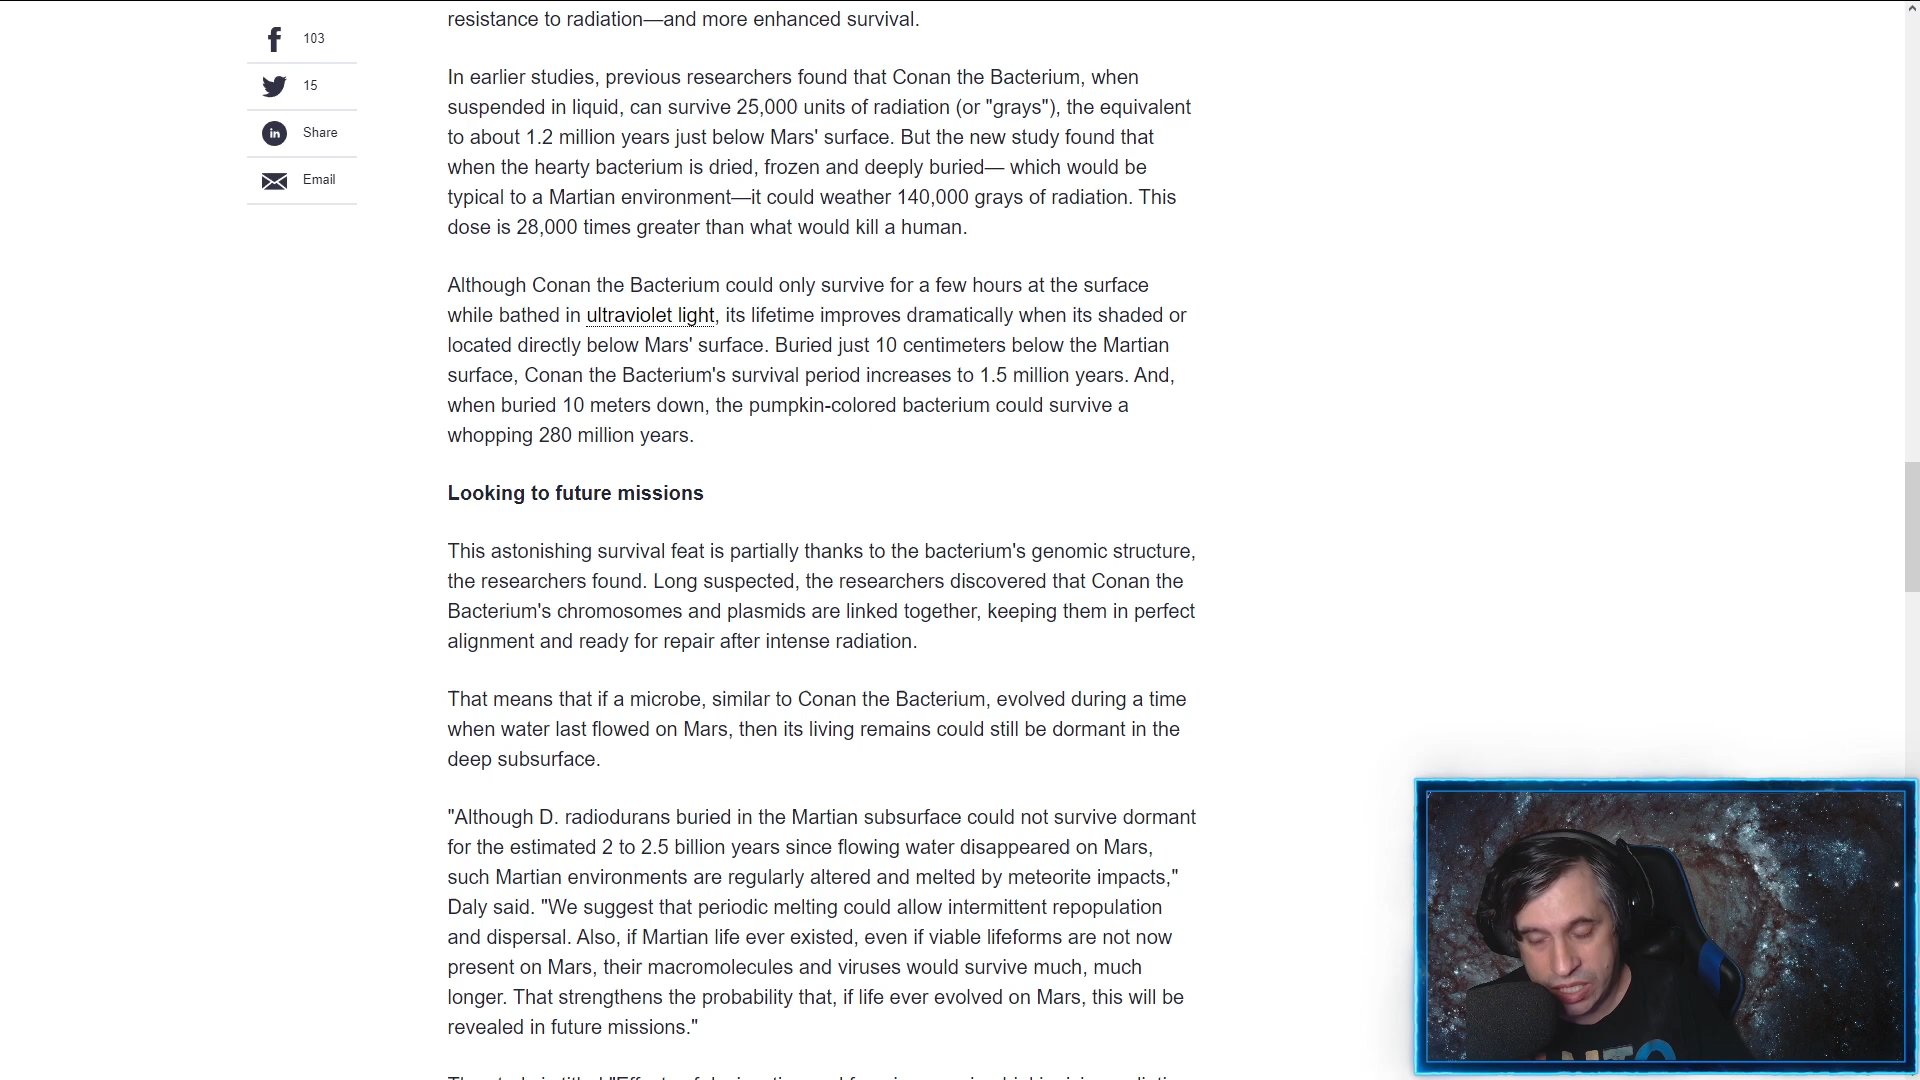 resistance to radiation—and more enhanced survival.
103
15
Share
Email
In earlier studies, previous researchers found that Conan the Bacterium, when
suspended in liquid, can survive 25,000 units of radiation (or "grays"), the equivalent
to about 1.2 million years just below Mars' surface. But the new study found that
when the hearty bacterium is dried, frozen and deeply buried— which would be
typical to a Martian environment—it could weather 140,000 grays of radiation. This
dose is 28,000 times greater than what would kill a human.
Although Conan the Bacterium could only survive for a few hours at the surface
while bathed in ultraviolet light, its lifetime improves dramatically when its shaded or
located directly below Mars' surface. Buried just 10 centimeters below the Martian
surface, Conan the Bacterium's survival period increases to 1.5 million years. And,
when buried 10 meters down, the pumpkin-colored bacterium could survive a
whopping 280 million years.
Looking to future missions
This astonishing survival feat is partially thanks to the bacterium's genomic structure,
the researchers found. Long suspected, the researchers discovered that Conan the
Bacterium's chromosomes and plasmids are linked together, keeping them in perfect
alignment and ready for repair after intense radiation.
That means that if a microbe, similar to Conan the Bacterium, evolved during a time
when water last flowed on Mars, then its living remains could still be dormant in the
deep subsurface.
"Although D. radiodurans buried in the Martian subsurface could not survive dormant
for the estimated 2 to 2.5 billion years since flowing water disappeared on Mars,
such Martian environments are regularly altered and melted by meteorite impacts,"
Daly said. "We suggest that periodic melting could allow intermittent repopulation
and dispersal. Also, if Martian life ever existed, even if viable lifeforms are not now
present on Mars, their macromolecules and viruses would survive much, much
longer. That strengthens the probability that, if life ever evolved on Mars, this will be
revealed in future missions."